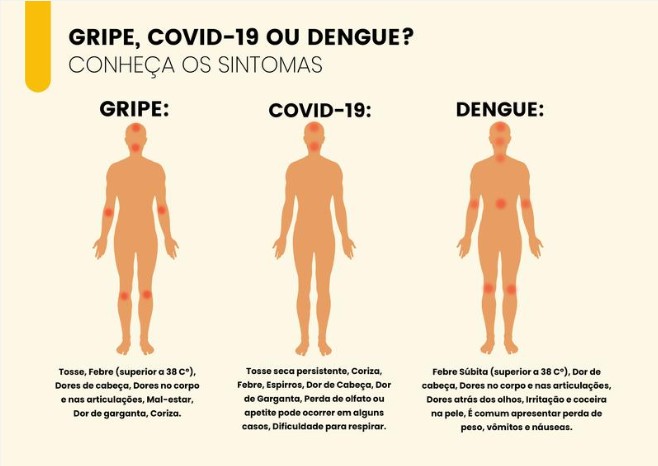 GRIPE, COVID-19 OU DENGUE?
CONHEÇA OS SINTOMAS
GRIPE:
Tosse, Febre (superior a 38 Cº),
Dores de cabeça, Dores no corpo
e nas articulações, Mal-estar,
Dor de garganta, Coriza.
COVID-19:
Tosse seca persistente, Coriza,
Febre, Espirros, Dor de Cabeça, Dor
de Garganta, Perda de olfato ou
apetite pode ocorrer em alguns
casos, Dificuldade para respirar.
DENGUE:
Febre Súbita (superior a 38 Cº), Dor de
cabeça, Dores no corpo e nas articulações,
Dores atrás dos olhos, Irritação e coceira
na pele, É comum apresentar perda de
peso, vômitos e náuseas.